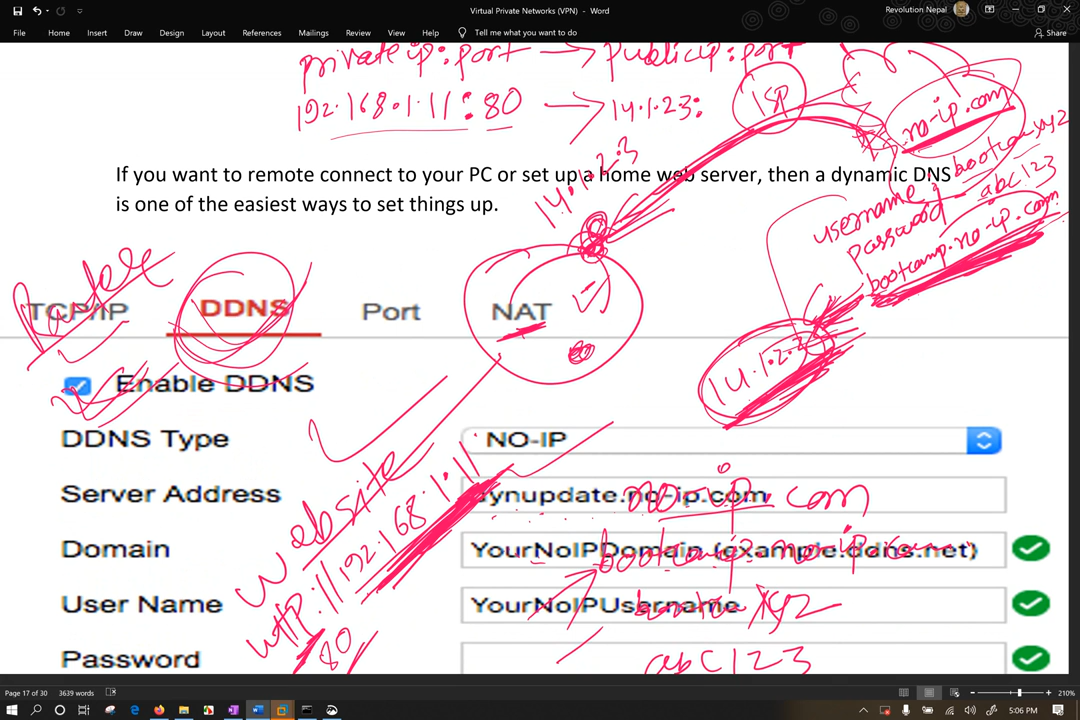 Virtual Private Networks (VPN) - Word
Revolution Nepal
File Home Insert Draw Design Layout References Mailings Review View Help Tell me what you want to do Share
private ip:port → public ip:port
192.168.1.11:80 → 14.1.2.3:
ISP
no-ip.com
If you want to remote connect to your PC or set up a home web server, then a dynamic DNS
is one of the easiest ways to set things up.
14.1.2.3
username - bootcampxyz
password - abc123
bootcamp.no-ip.com
Router
TCP/IP DDNS Port NAT
14.1.2.3
Enable DDNS
DDNS Type NO-IP
Server Address dynupdate.no-ip.com
no-ip.com
Domain YourNoIPDomain (example.ddns.net)
bootcamp.no-ip.com
User Name YourNoIPUsername
xyz
Password
abc123
Website
http://192.168.1.11
80
Page 17 of 30 3639 words 210%
5:06 PM